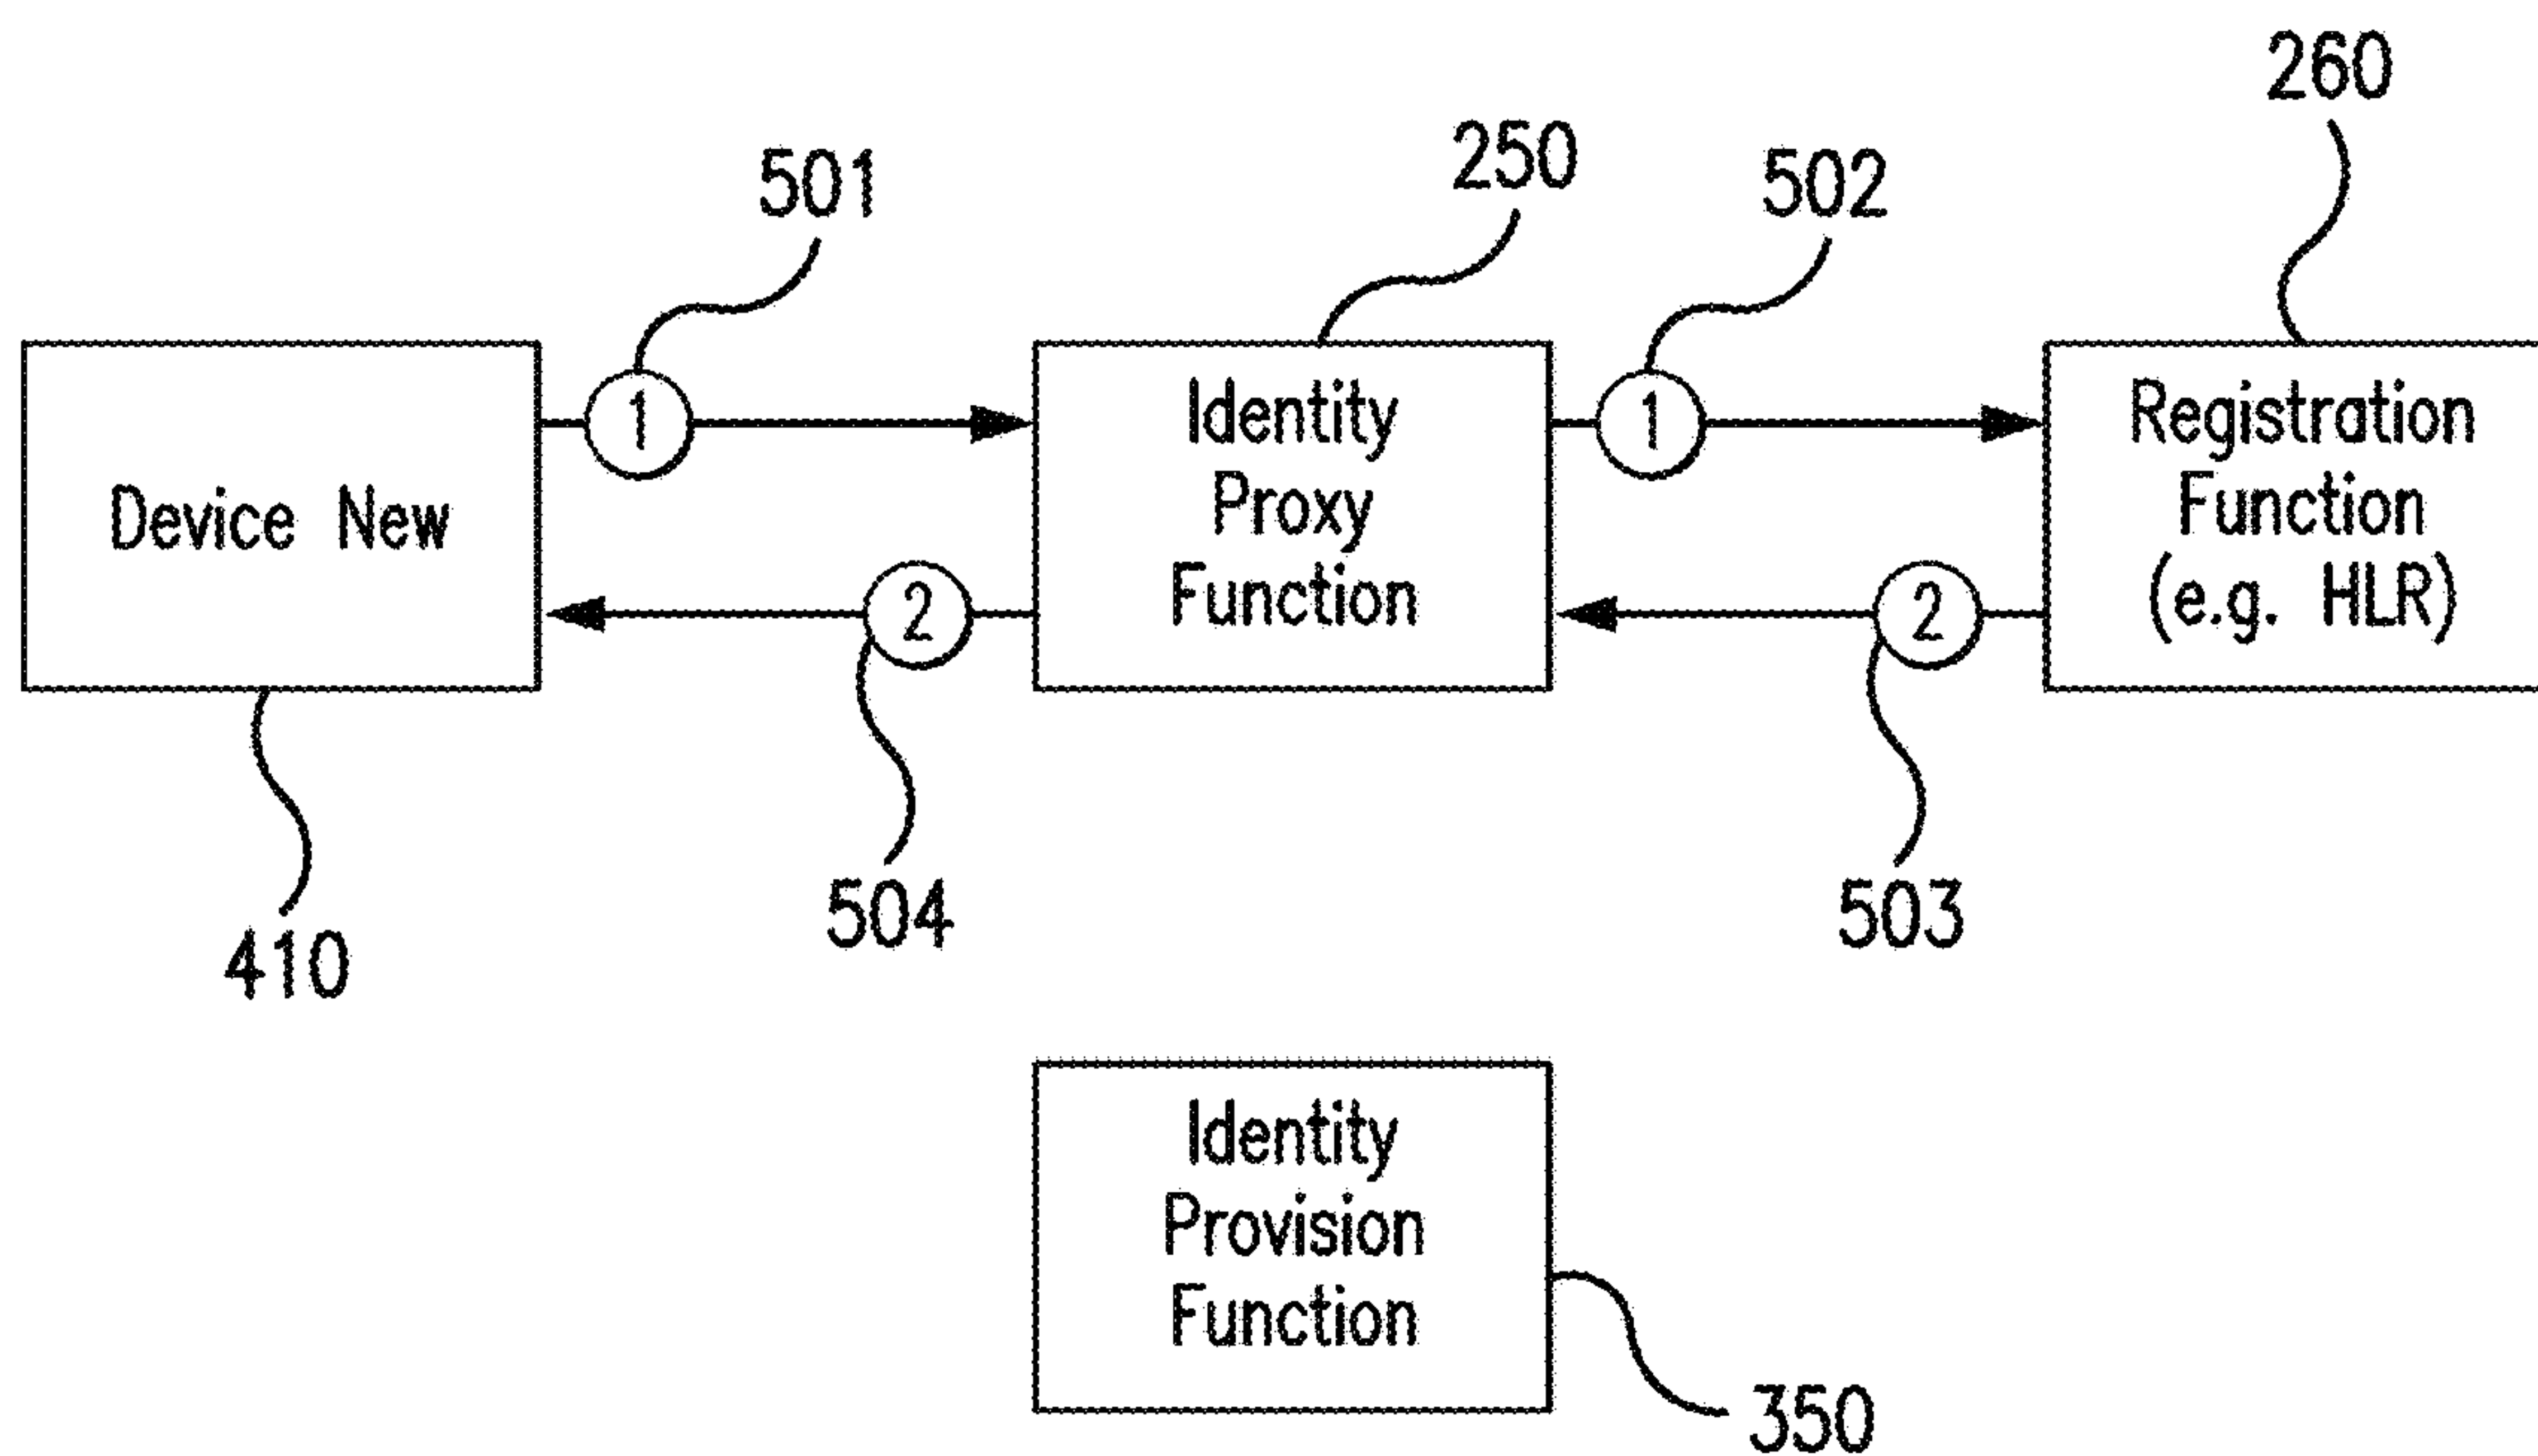 260
250
501
502
1
1
Identity
Proxy
Function
Registration
Function
(e.g. HLR)
Device New
2
2
504
503
410
Identity
Provision
Function
350